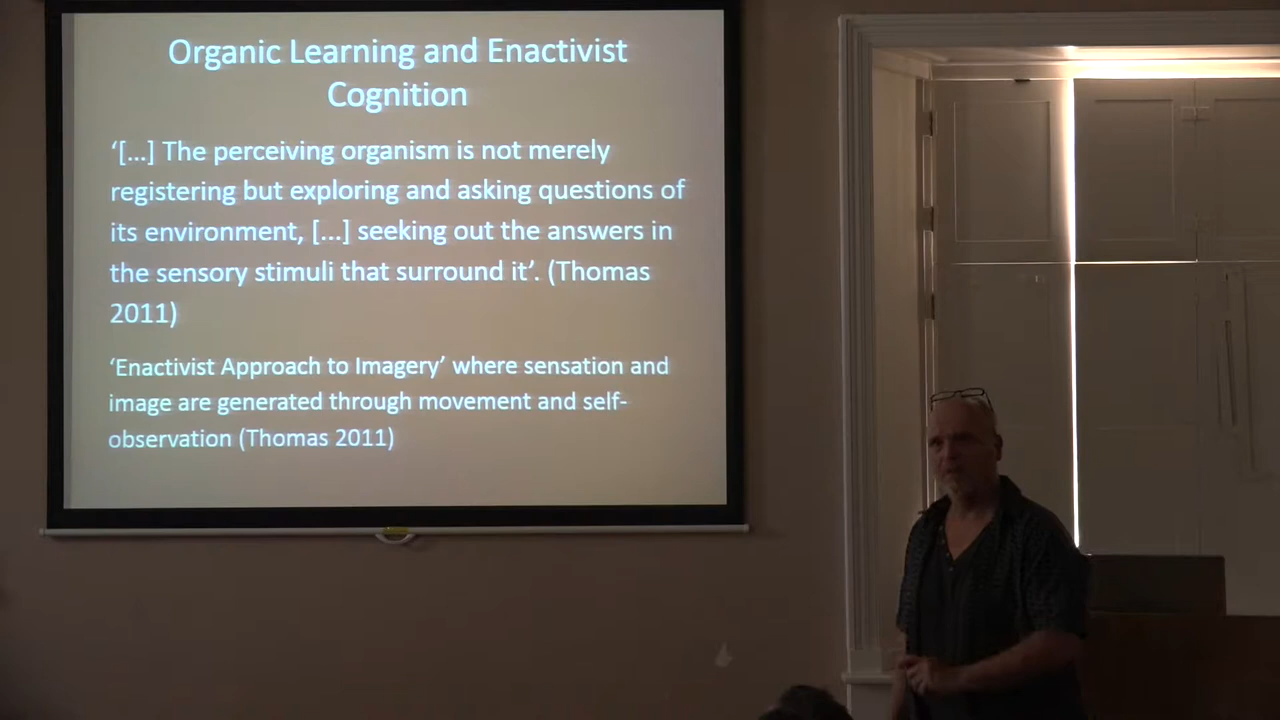 Organic Learning and Enactivist
Cognition
‘[...] The perceiving organism is not merely
registering but exploring and asking questions of
its environment, [...] seeking out the answers in
the sensory stimuli that surround it’. (Thomas
2011)
‘Enactivist Approach to Imagery’ where sensation and
image are generated through movement and self-
observation (Thomas 2011)